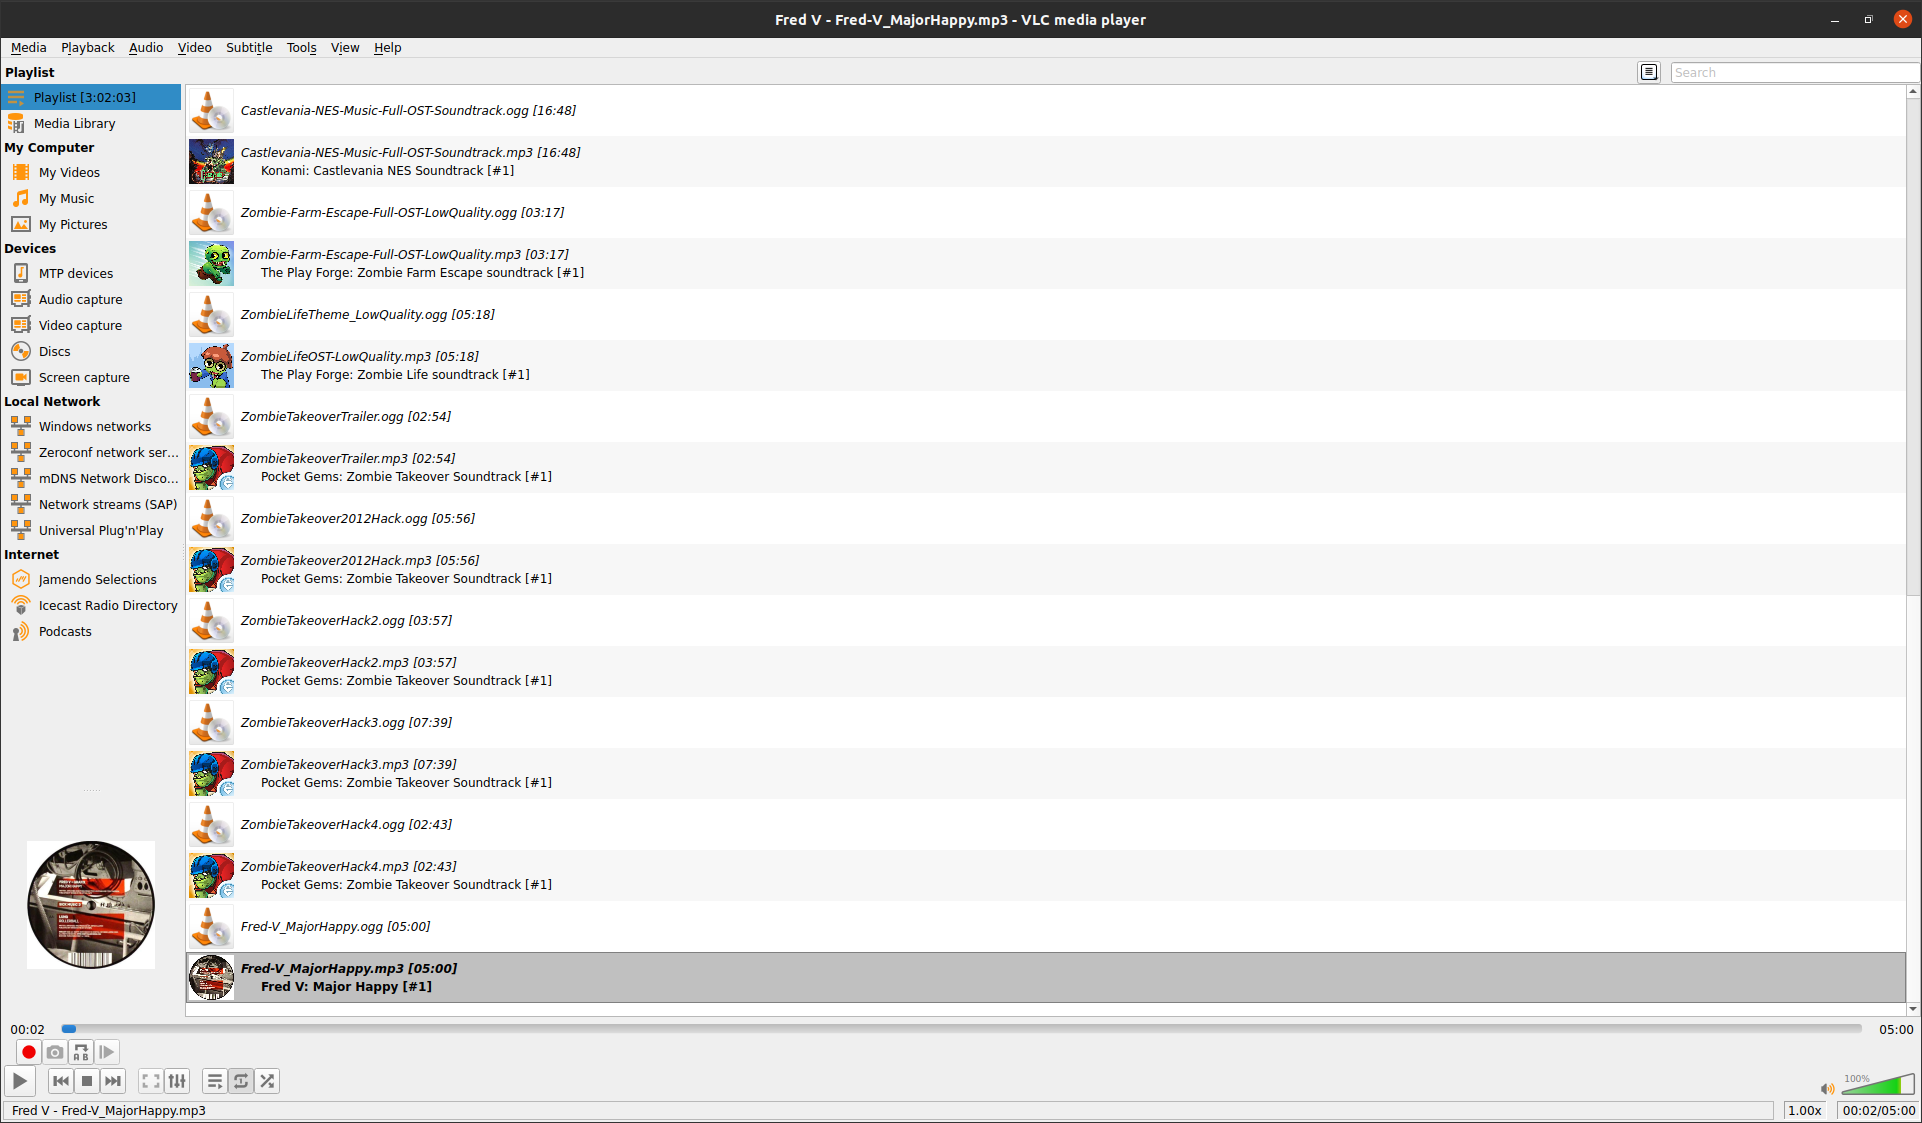 Fred V - Fred-V_MajorHappy.mp3 - VLC media player
Media Playback Audio Video Subtitle Tools View Help
Playlist
Search
Playlist [3:02:03]
Media Library
My Computer
My Videos
My Music
My Pictures
Devices
MTP devices
Audio capture
Video capture
Discs
Screen capture
Local Network
Windows networks
Zeroconf network ser...
mDNS Network Disco...
Network streams (SAP)
Universal Plug'n'Play
Internet
Jamendo Selections
Icecast Radio Directory
Podcasts
Castlevania-NES-Music-Full-OST-Soundtrack.ogg [16:48]
Castlevania-NES-Music-Full-OST-Soundtrack.mp3 [16:48]
Konami: Castlevania NES Soundtrack [#1]
Zombie-Farm-Escape-Full-OST-LowQuality.ogg [03:17]
Zombie-Farm-Escape-Full-OST-LowQuality.mp3 [03:17]
The Play Forge: Zombie Farm Escape soundtrack [#1]
ZombieLifeTheme_LowQuality.ogg [05:18]
ZombieLifeOST-LowQuality.mp3 [05:18]
The Play Forge: Zombie Life soundtrack [#1]
ZombieTakeoverTrailer.ogg [02:54]
ZombieTakeoverTrailer.mp3 [02:54]
Pocket Gems: Zombie Takeover Soundtrack [#1]
ZombieTakeover2012Hack.ogg [05:56]
ZombieTakeover2012Hack.mp3 [05:56]
Pocket Gems: Zombie Takeover Soundtrack [#1]
ZombieTakeoverHack2.ogg [03:57]
ZombieTakeoverHack2.mp3 [03:57]
Pocket Gems: Zombie Takeover Soundtrack [#1]
ZombieTakeoverHack3.ogg [07:39]
ZombieTakeoverHack3.mp3 [07:39]
Pocket Gems: Zombie Takeover Soundtrack [#1]
ZombieTakeoverHack4.ogg [02:43]
ZombieTakeoverHack4.mp3 [02:43]
Pocket Gems: Zombie Takeover Soundtrack [#1]
Fred-V_MajorHappy.ogg [05:00]
Fred-V_MajorHappy.mp3 [05:00]
Fred V: Major Happy [#1]
00:02
05:00
A B
100%
Fred V - Fred-V_MajorHappy.mp3
1.00x
00:02/05:00